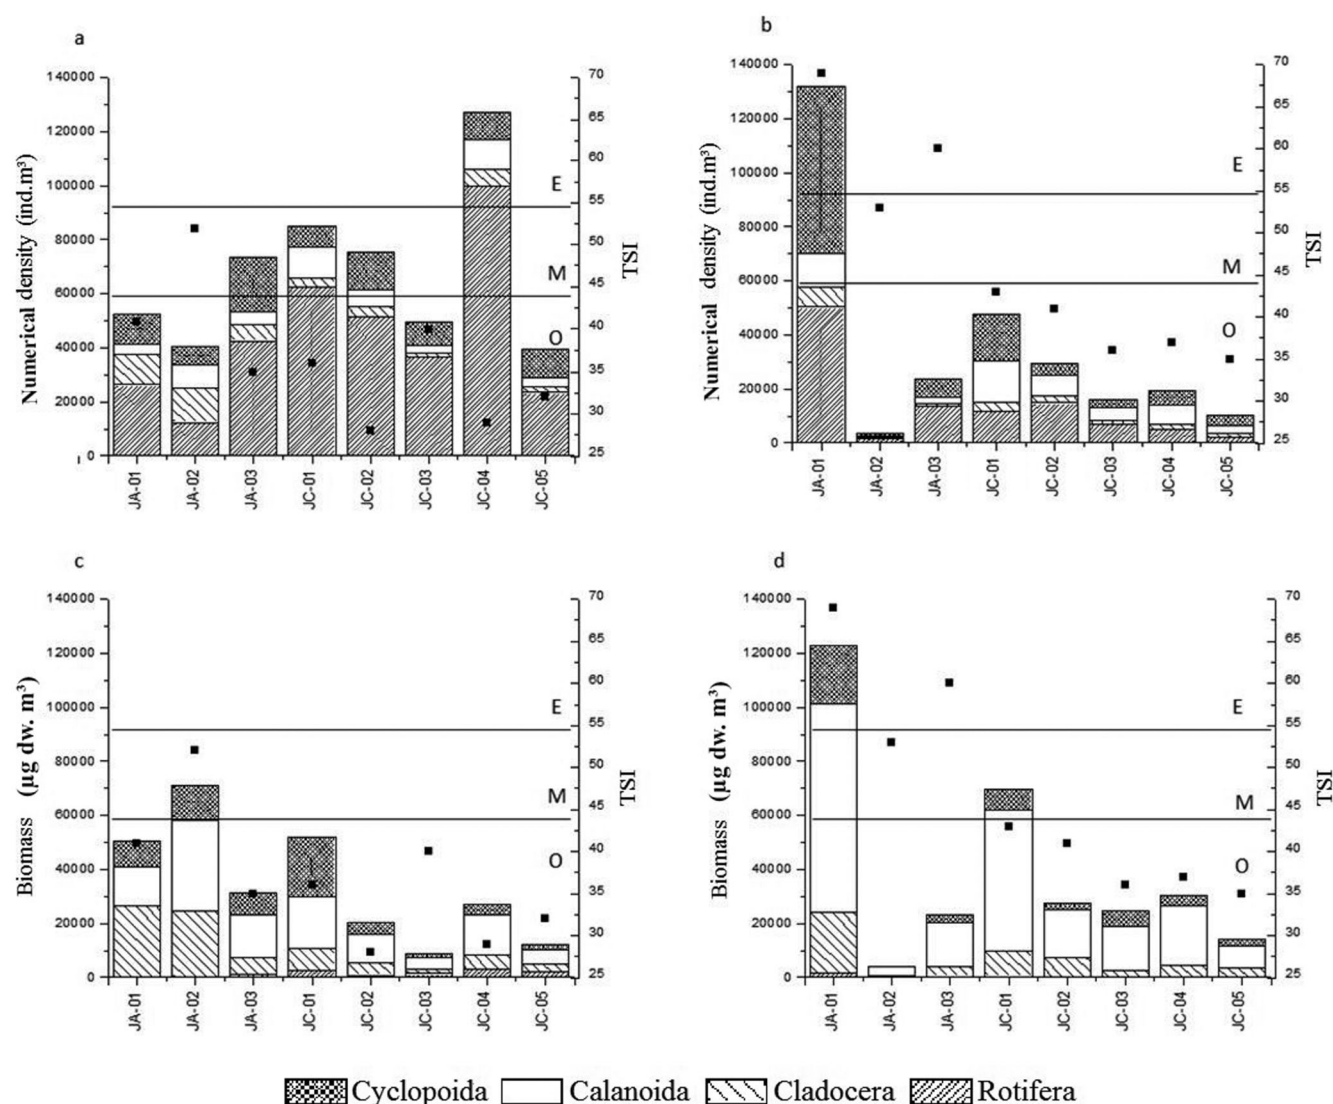 a
Numerical density (ind.m³)
140000
120000
100000
80000
60000
40000
20000
0
70
65
60
55
50
45
40
35
30
25
TSI
E
M
O
JA-01
JA-02
JA-03
JC-01
JC-02
JC-03
JC-04
JC-05
b
Numerical density (ind.m³)
140000
120000
100000
80000
60000
40000
20000
0
70
65
60
55
50
45
40
35
30
25
TSI
E
M
O
JA-01
JA-02
JA-03
JC-01
JC-02
JC-03
JC-04
JC-05
c
Biomass (µg dw. m³)
140000
120000
100000
80000
60000
40000
20000
0
70
65
60
55
50
45
40
35
30
25
TSI
E
M
O
JA-01
JA-02
JA-03
JC-01
JC-02
JC-03
JC-04
JC-05
d
Biomass (µg dw. m³)
140000
120000
100000
80000
60000
40000
20000
0
70
65
60
55
50
45
40
35
30
25
TSI
E
M
O
JA-01
JA-02
JA-03
JC-01
JC-02
JC-03
JC-04
JC-05
Cyclopoida Calanoida Cladocera Rotifera